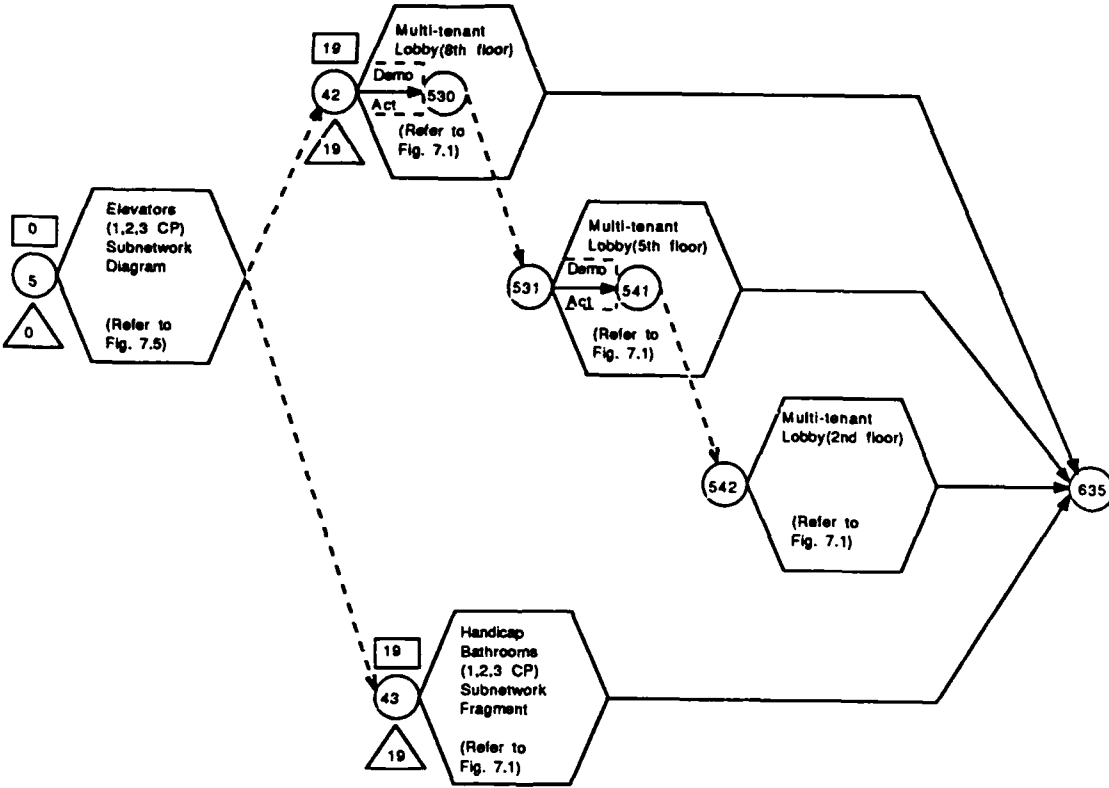 19
42
19
Multi-tenant
Lobby(8th floor)
Demo
530
Act
(Refer to
Fig. 7.1)
0
5
0
Elevators
(1,2,3 CP)
Subnetwork
Diagram
(Refer to
Fig. 7.5)
531
Multi-tenant
Lobby(5th floor)
Demo
541
Act
(Refer to
Fig. 7.1)
542
Multi-tenant
Lobby(2nd floor)
(Refer to
Fig. 7.1)
635
19
43
19
Handicap
Bathrooms
(1,2,3 CP)
Subnetwork
Fragment
(Refer to
Fig. 7.1)